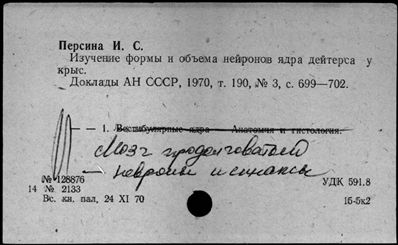 Персина И. С.
Изучение формы и объема нейронов ядра дейтерса у
крыс.
Доклады АН СССР, 1970, т. 190, № 3, с. 699—702.
— 1. Вестибулярные ядра — Анатомия и гистология.
Мозг продолговатый
— нейроны и синапсы
№ 128876
14 № 2133
УДК 591.8
Вс. кн. пал, 24 XI 70
1б-5к2